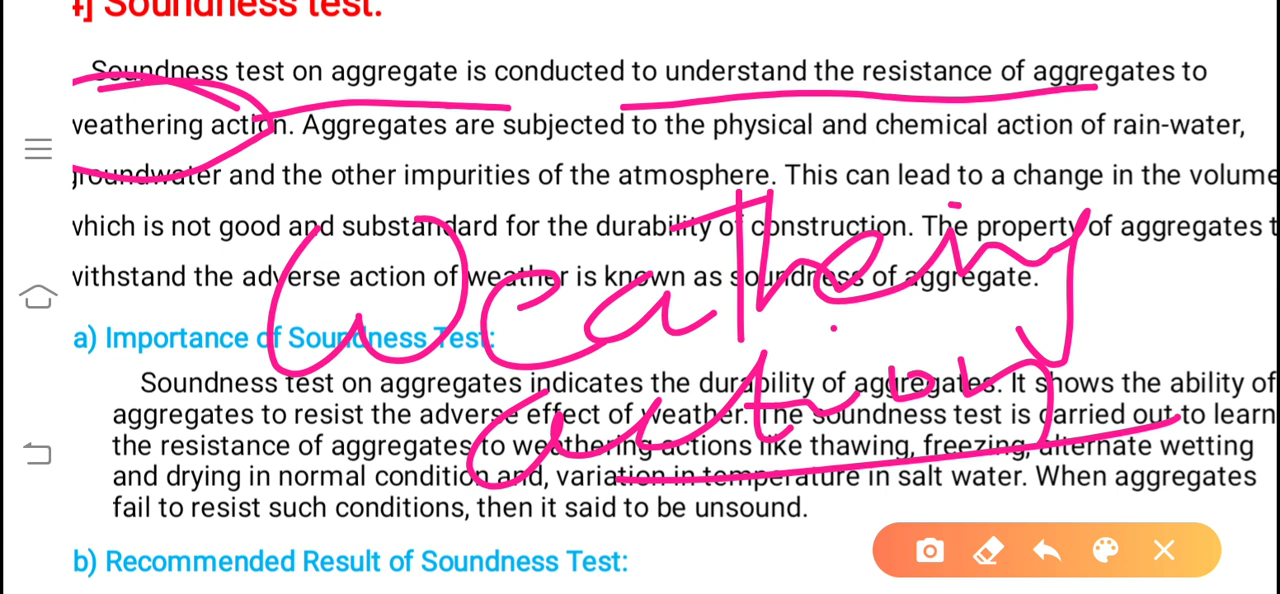 Soundness test:
Soundness test on aggregate is conducted to understand the resistance of aggregates to
weathering action. Aggregates are subjected to the physical and chemical action of rain-water,
groundwater and the other impurities of the atmosphere. This can lead to a change in the volume
which is not good and substandard for the durability of construction. The property of aggregates t
withstand the adverse action of weather is known as soundness of aggregate.
Weathering
action
a) Importance of Soundness Test:
Soundness test on aggregates indicates the durability of aggregates. It shows the ability of
aggregates to resist the adverse effect of weather. The soundness test is carried out to learn
the resistance of aggregates to weathering actions like thawing, freezing, alternate wetting
and drying in normal condition and, variation in temperature in salt water. When aggregates
fail to resist such conditions, then it said to be unsound.
b) Recommended Result of Soundness Test: